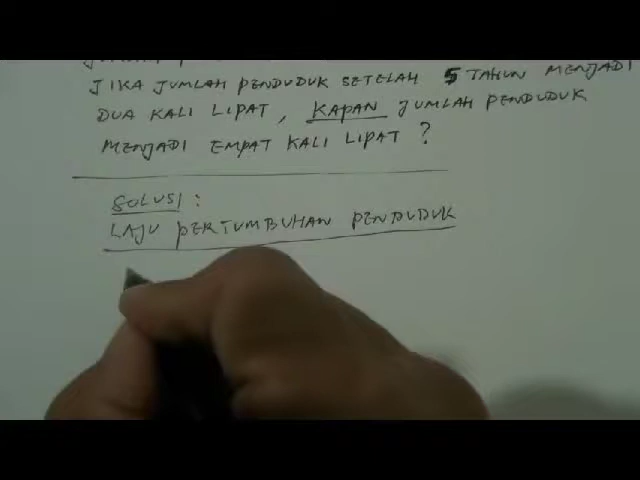 JIKA JUMLAH PENDUDUK SETELAH 5 TAHUN MENJADI
DUA KALI LIPAT, KAPAN JUMLAH PENDUDUK
MENJADI EMPAT KALI LIPAT ?
SOLUSI :
LAJU PERTUMBUHAN PENDUDUK